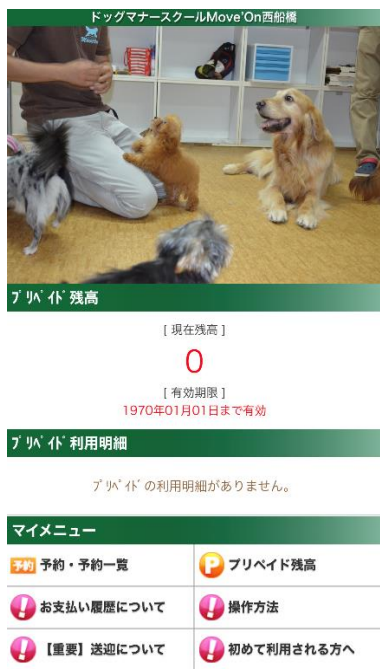 ドッグマナースクールMove'On西船橋
プリペイド残高
[ 現在残高 ]
0
[ 有効期限 ]
1970年01月01日まで有効
プリペイド利用明細
プリペイドの利用明細がありません。
マイメニュー
予約 予約・予約一覧
P プリペイド残高
! お支払い履歴について
! 操作方法
! 【重要】送迎について
! 初めて利用される方へ